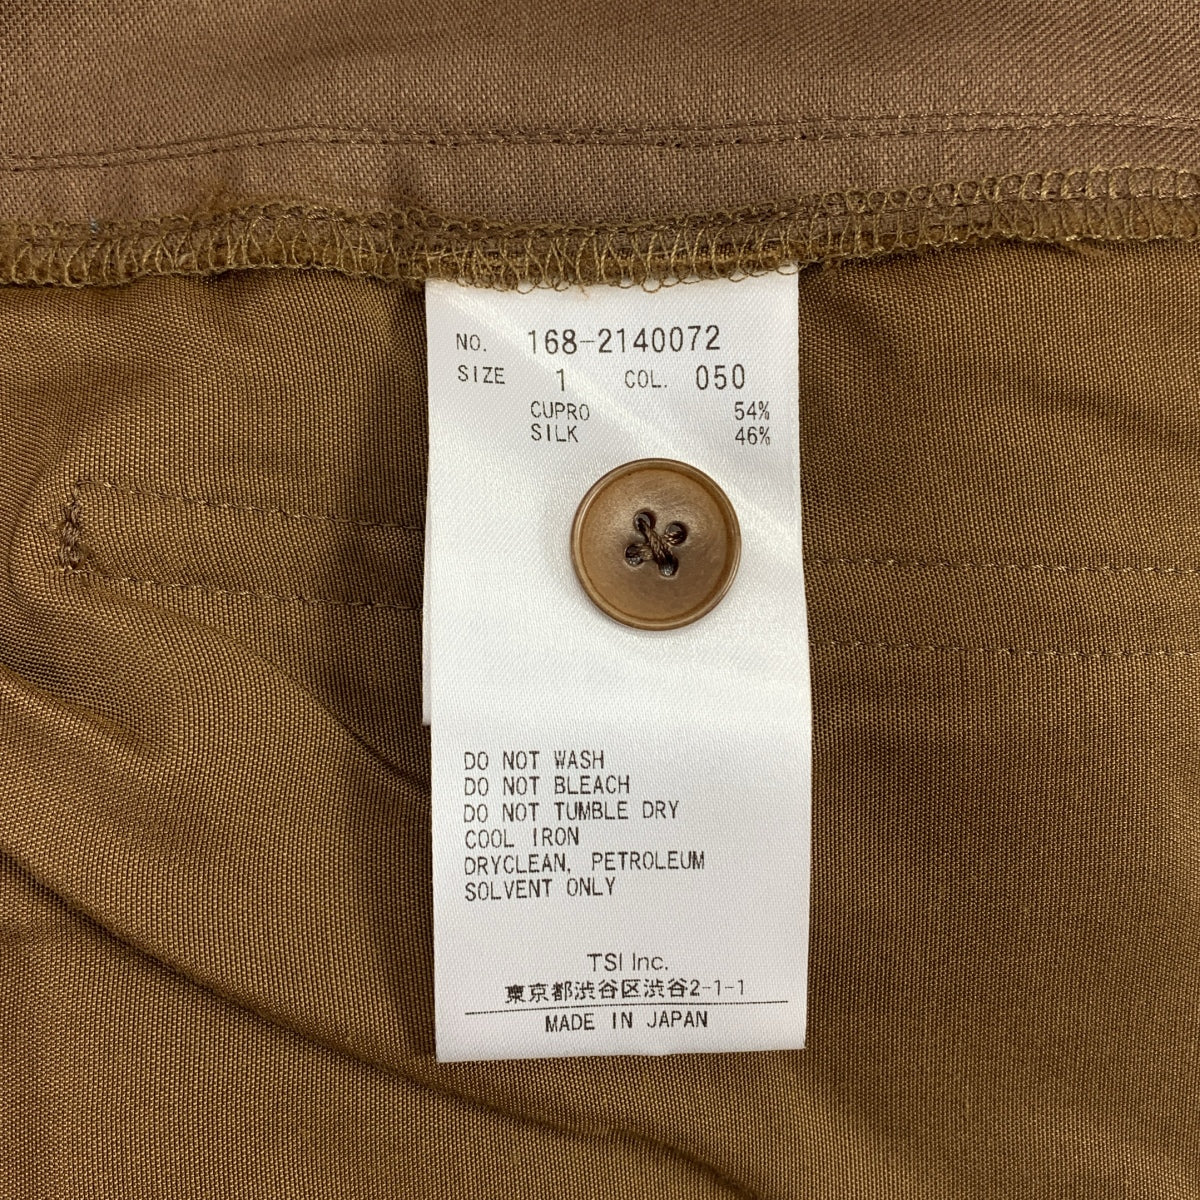 NO. 168-2140072
SIZE 1 COL. 050
CUPRO 54%
SILK 46%
DO NOT WASH
DO NOT BLEACH
DO NOT TUMBLE DRY
COOL IRON
DRYCLEAN, PETROLEUM
SOLVENT ONLY
TSI Inc.
東京都渋谷区渋谷2-1-1
MADE IN JAPAN